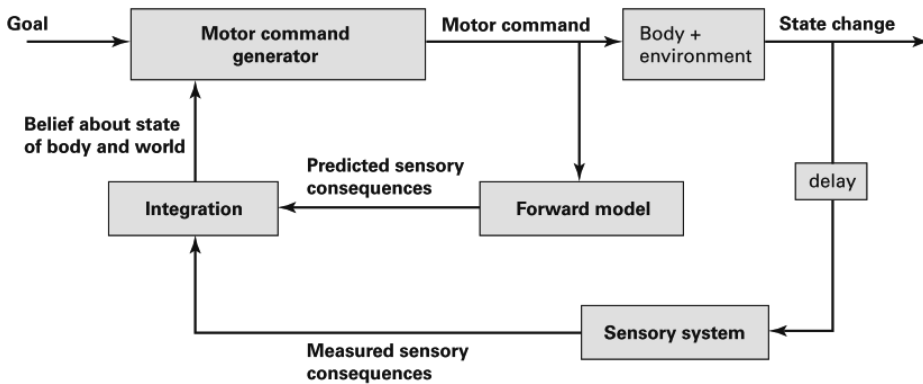 Goal
Motor command
generator
Motor command
Body +
environment
State change
Belief about state
of body and world
Predicted sensory
consequences
delay
Integration
Forward model
Sensory system
Measured sensory
consequences